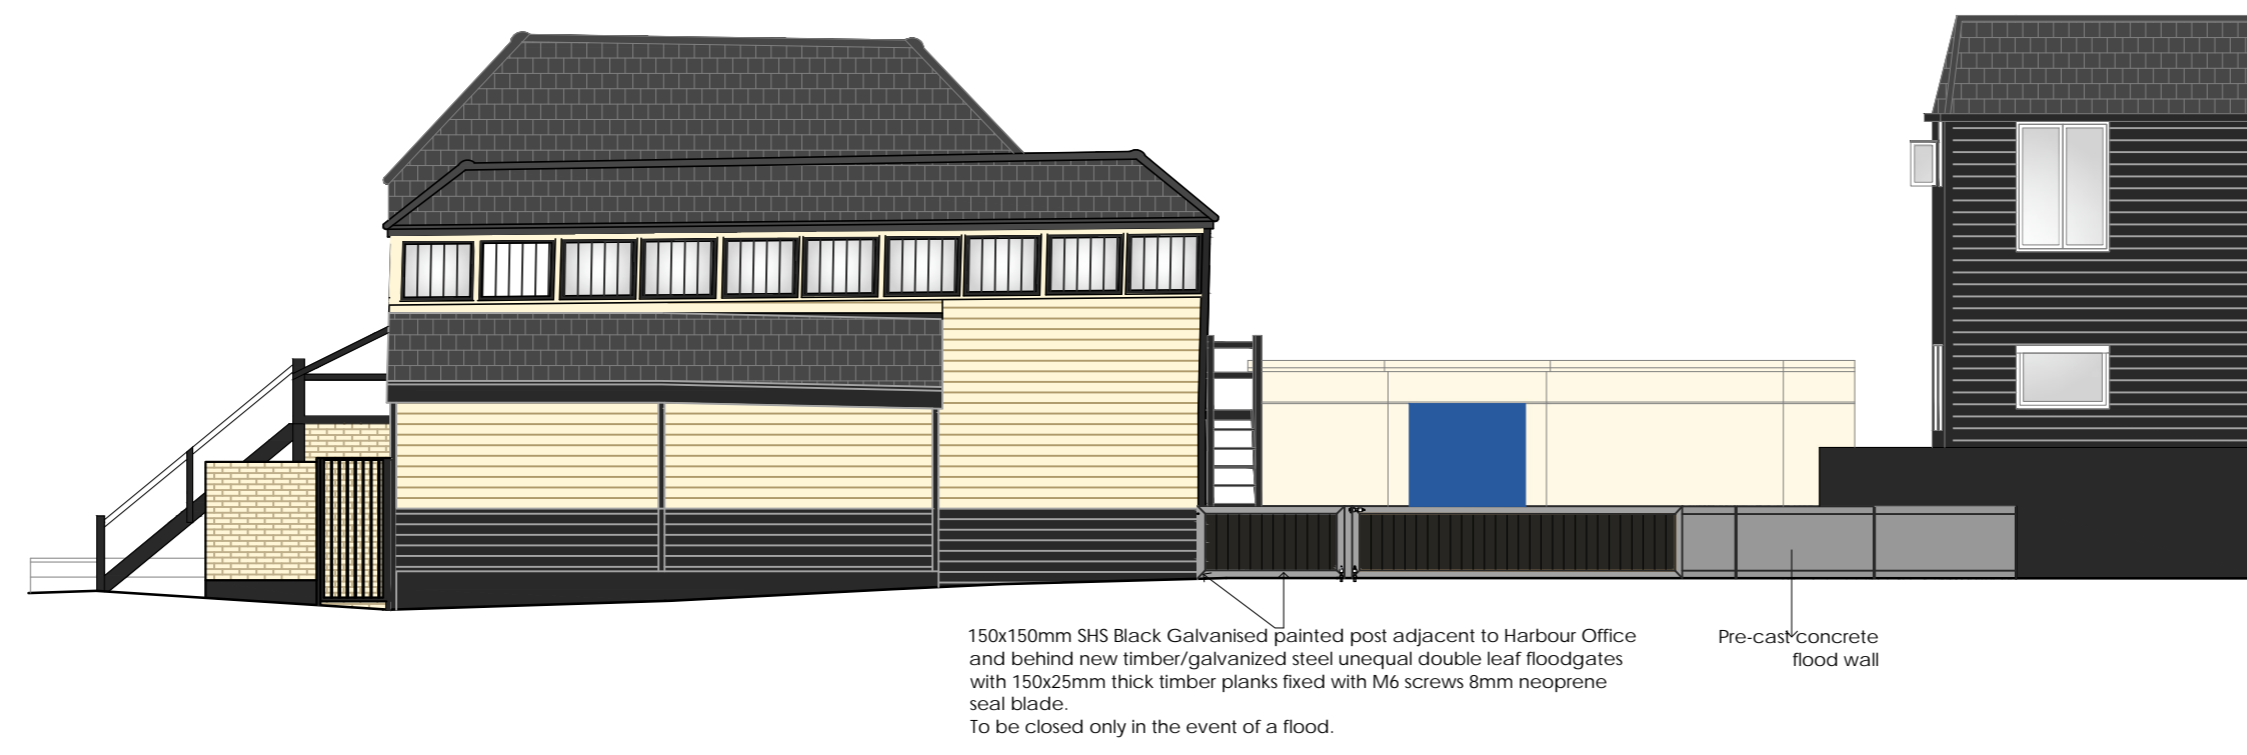 150x150mm SHS Black Galvanised painted post adjacent to Harbour Office
and behind new timber/galvanized steel unequal double leaf floodgates
with 150x25mm thick timber planks fixed with M6 screws 8mm neoprene
seal blade.
To be closed only in the event of a flood.
Pre-cast concrete
flood wall